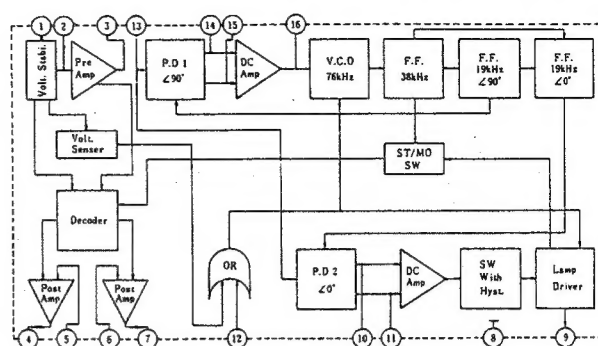 1 2 3 13 14 15 16
Volt. Stabi.
Pre
Amp
P.D 1
∠90°
DC
Amp
V.C.O
76kHz
F.F.
38kHz
F.F.
19kHz
∠90°
F.F.
19kHz
∠0°
Volt.
Senser
ST/MO
SW
Decoder
OR
P.D 2
∠0°
DC
Amp
SW
With
Hyst.
Lamp
Driver
Post
Amp
Post
Amp
4 5 6 7 12 10 11 8 9